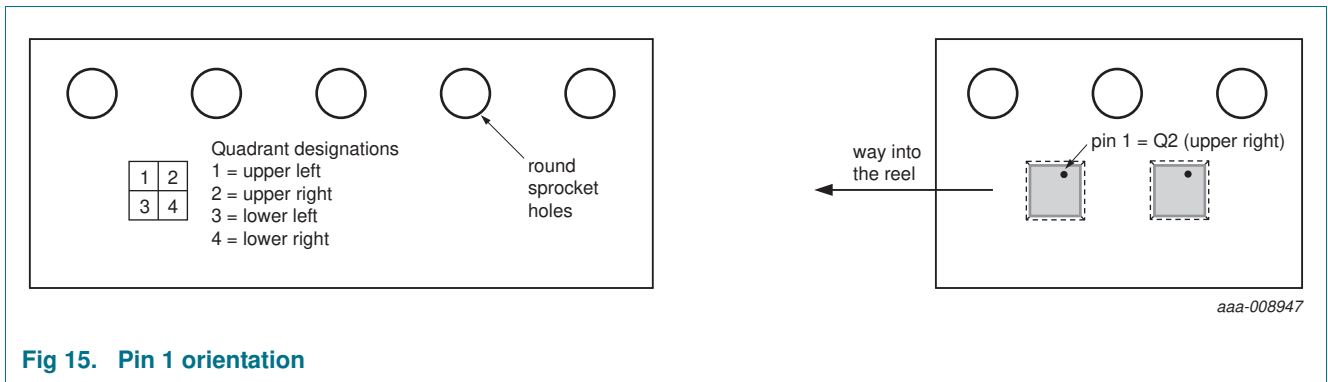 1 2
3 4
Quadrant designations
1 = upper left
2 = upper right
3 = lower left
4 = lower right
round
sprocket
holes
way into
the reel
pin 1 = Q2 (upper right)
aaa-008947
Fig 15. Pin 1 orientation